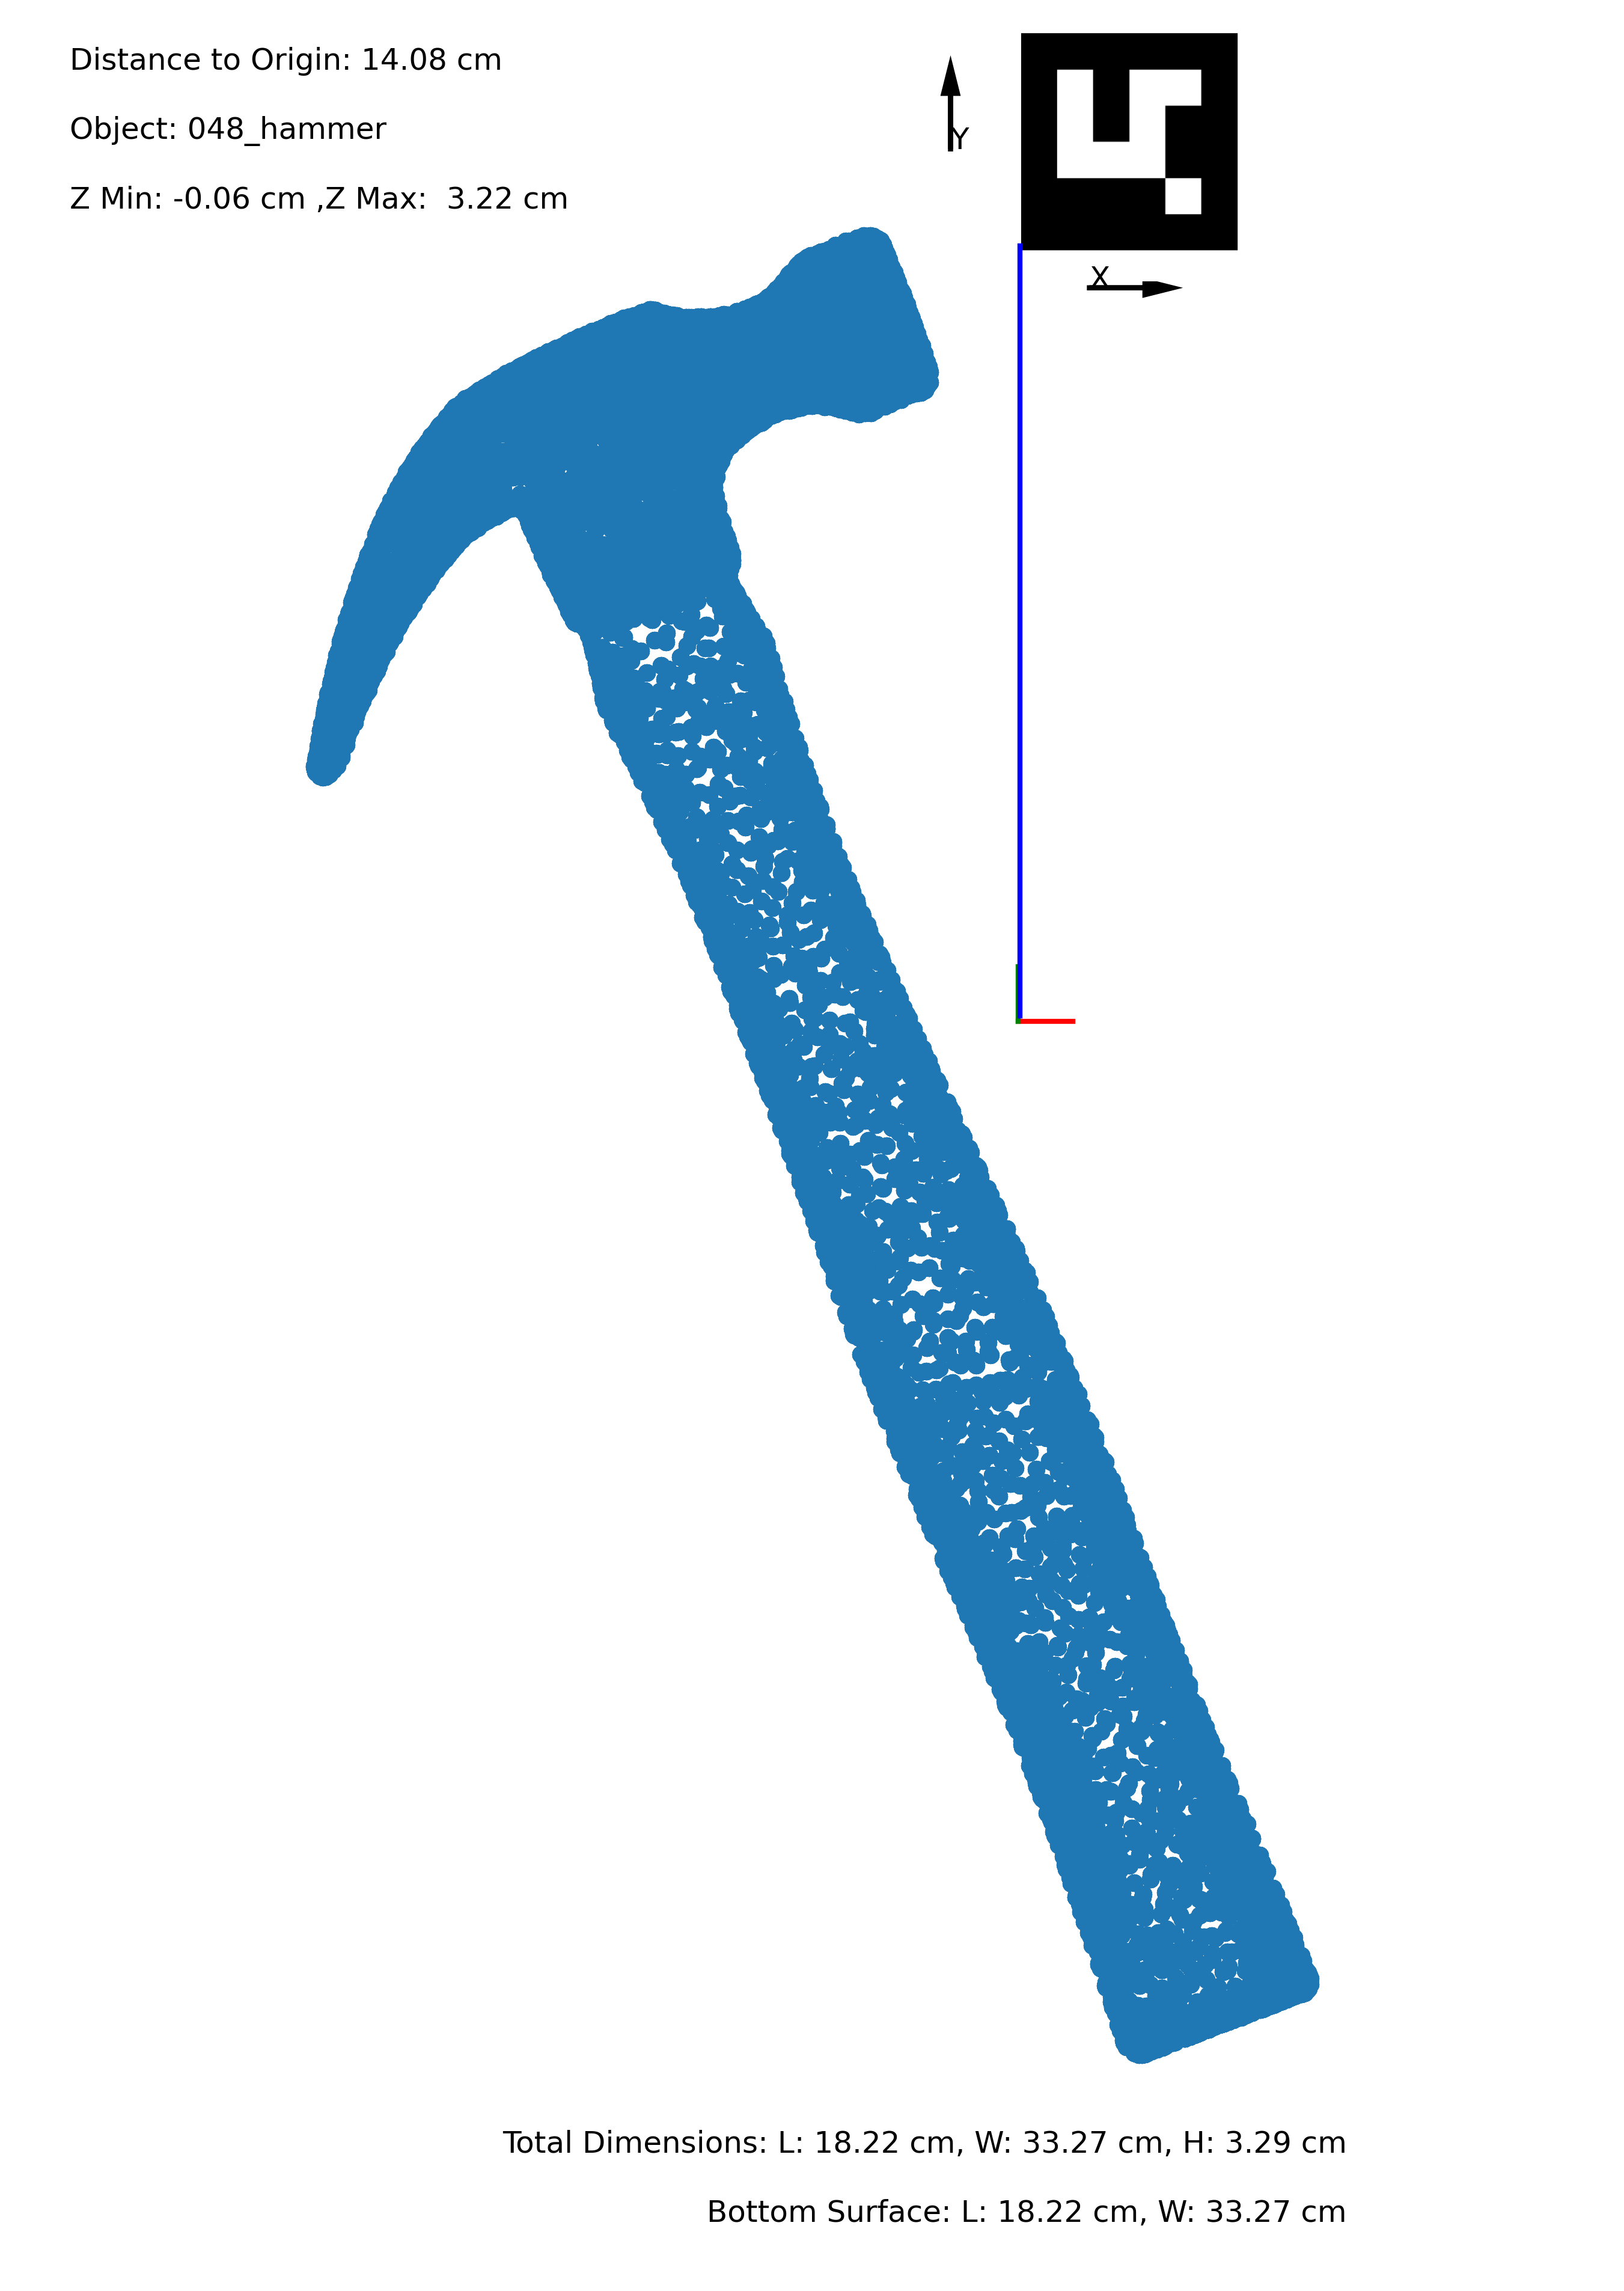 Distance to Origin: 14.08 cm
Object: 048_hammer
Z Min: -0.06 cm ,Z Max:  3.22 cm
Y
X
Total Dimensions: L: 18.22 cm, W: 33.27 cm, H: 3.29 cm
Bottom Surface: L: 18.22 cm, W: 33.27 cm